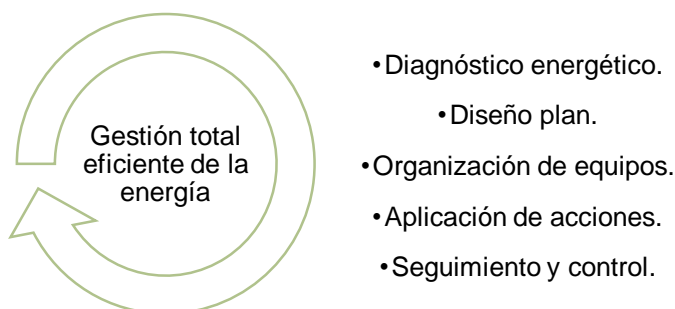 Gestión total
eficiente de la
energía
•Diagnóstico energético.
•Diseño plan.
•Organización de equipos.
•Aplicación de acciones.
•Seguimiento y control.